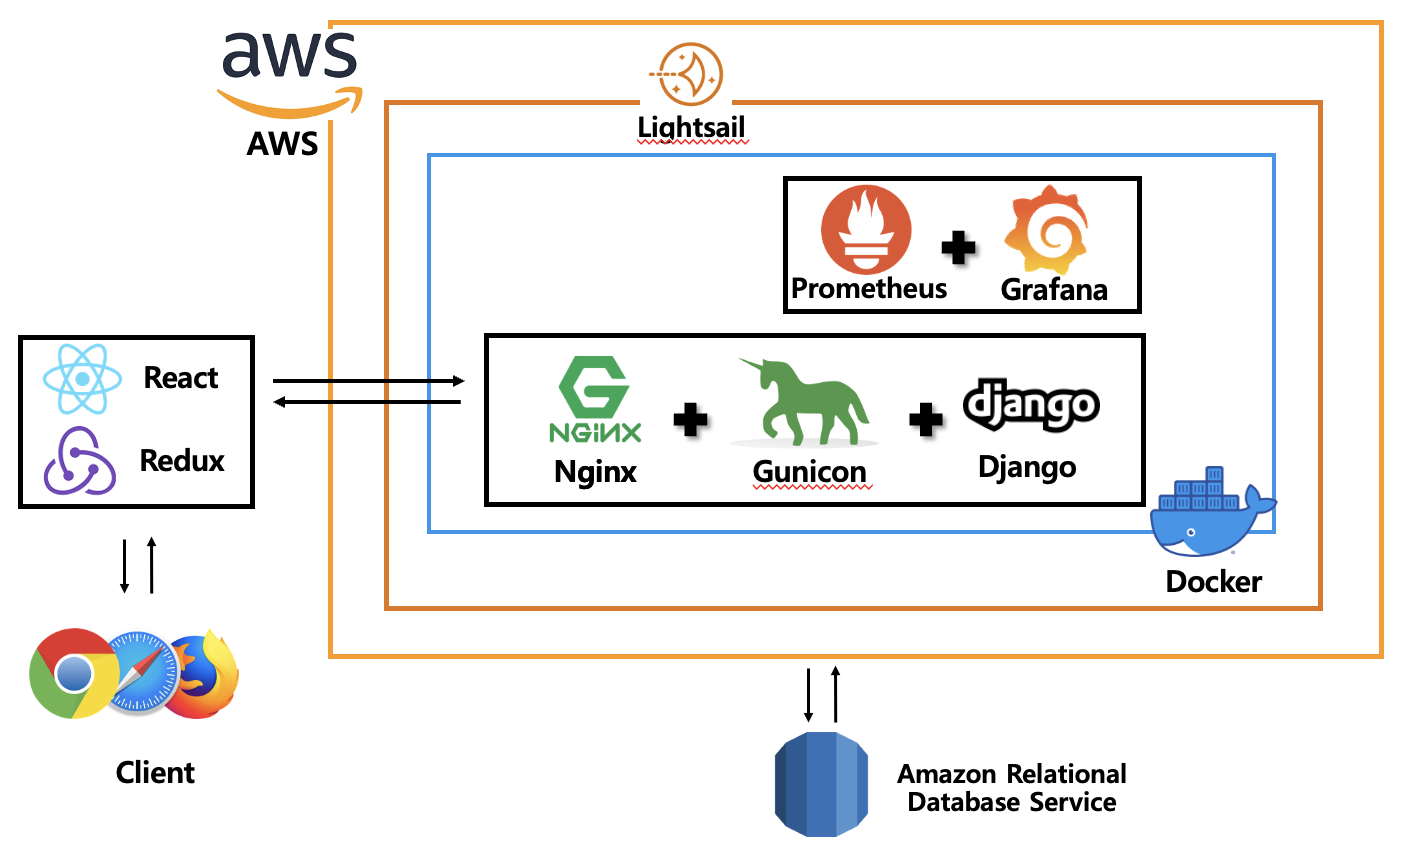 aws
AWS
Lightsail
Prometheus
Grafana
React
Redux
NGINX
Nginx
Gunicon
django
Django
Docker
Client
Amazon Relational
Database Service